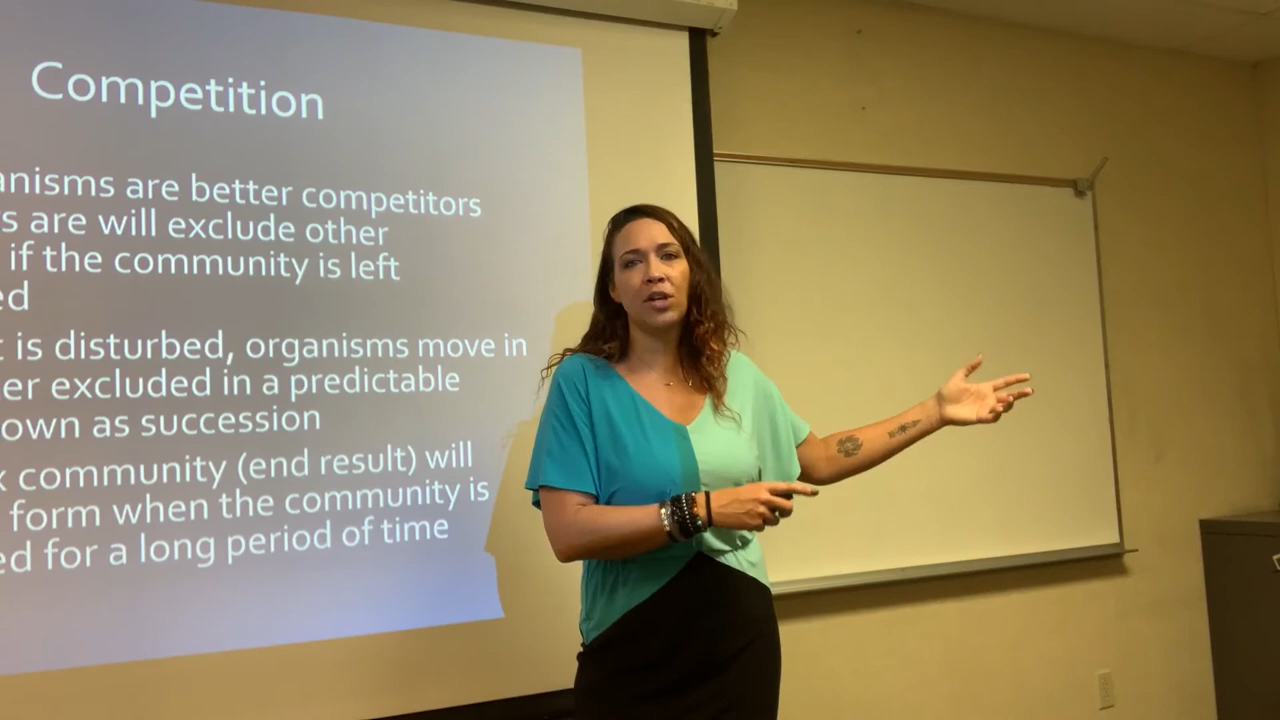 Competition
anisms are better competitors
s are will exclude other
if the community is left
ed
t is disturbed, organisms move in
er excluded in a predictable
own as succession
x community (end result) will
form when the community is
ed for a long period of time